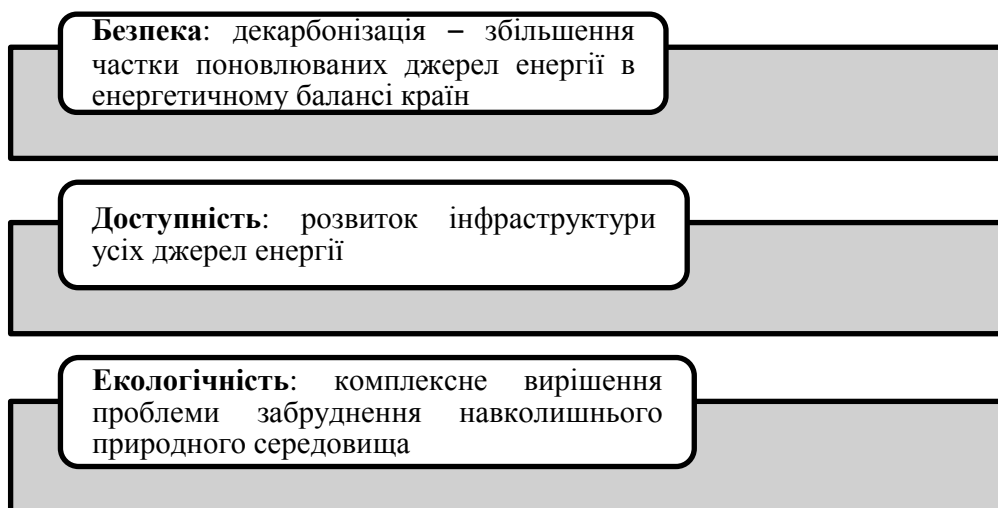 Безпека: декарбонізація – збільшення
частки поновлюваних джерел енергії в
енергетичному балансі країн
Доступність: розвиток інфраструктури
усіх джерел енергії
Екологічність: комплексне вирішення
проблеми забруднення навколишнього
природного середовища